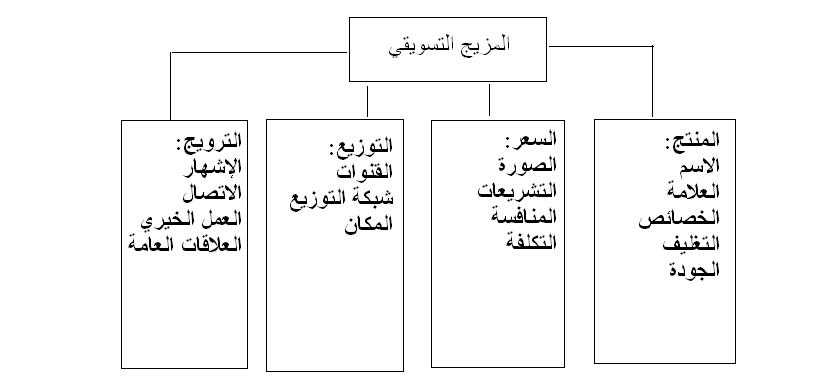 المزيج التسويقي
المنتج:
الاسم
العلامة
الخصائص
التغليف
الجودة
السعر:
الصورة
التشريعات
المنافسة
التكلفة
التوزيع:
القنوات
شبكة التوزيع
المكان
الترويج:
الإشهار
الاتصال
العمل الخيري
العلاقات العامة